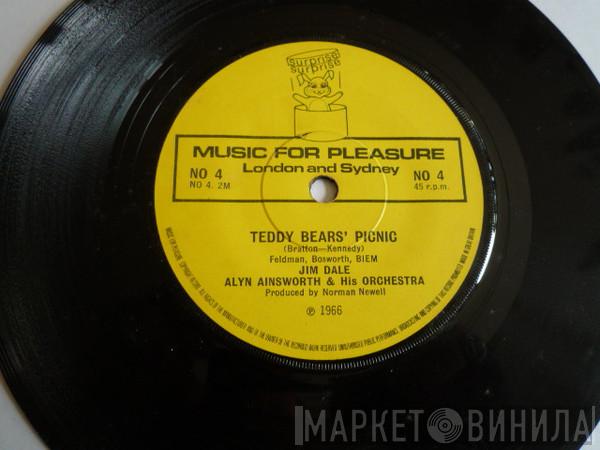 surprise
surprise
MUSIC FOR PLEASURE
London and Sydney
NO 4
NO 4. 2M
NO 4
45 r.p.m.
TEDDY BEARS' PICNIC
(Bratton—Kennedy)
Feldman, Bosworth, BIEM
JIM DALE
ALYN AINSWORTH & His ORCHESTRA
Produced by Norman Newell
℗ 1966
МАРКЕТ ВИНИЛА